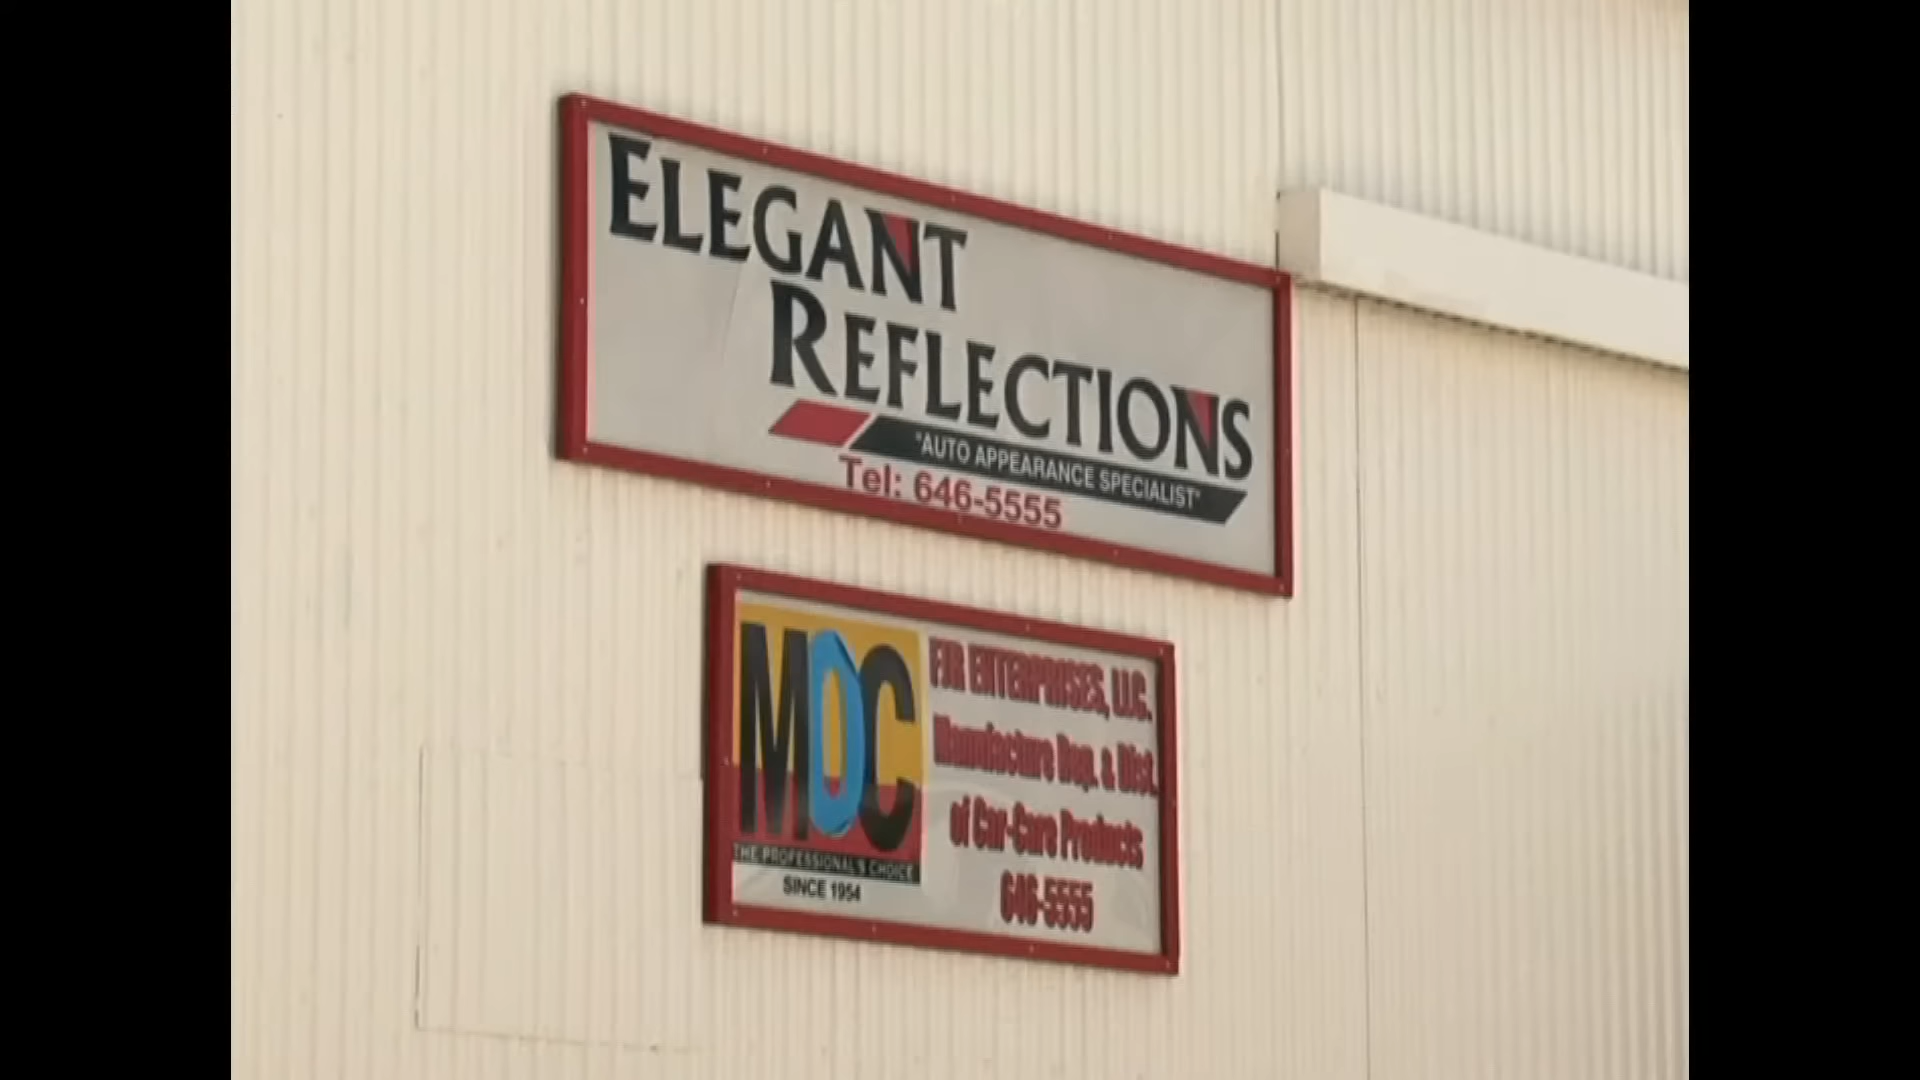 ELEGANT
REFLECTIONS
"AUTO APPEARANCE SPECIALIST"
Tel: 646-5555
MDC
THE PROFESSIONAL'S CHOICE
SINCE 1954
FJR ENTERPRISES, LLC.
Manufacture Rep. & Dist.
of Car-Care Products
646-5555